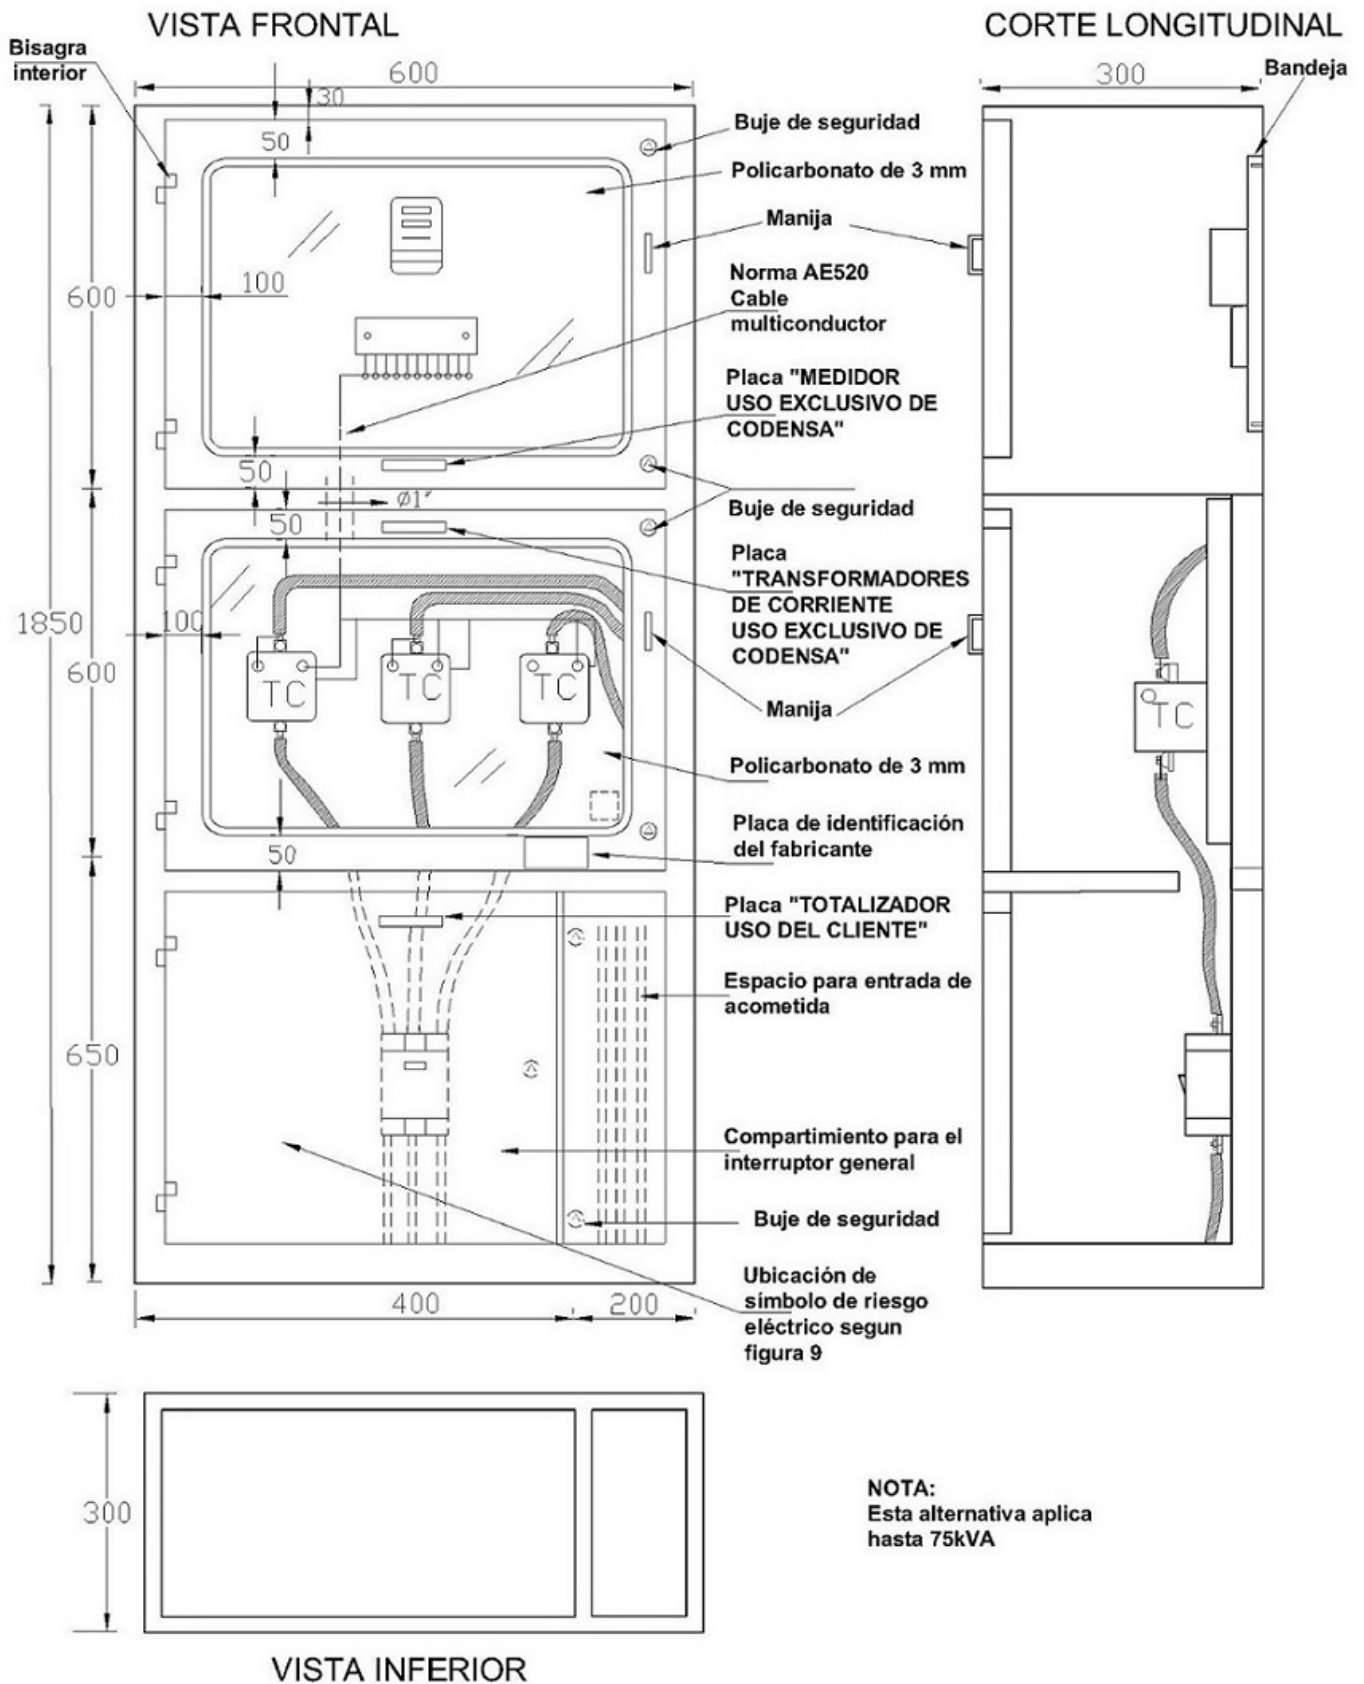 VISTA FRONTAL
CORTE LONGITUDINAL
Bisagra
interior
600
30
300
Bandeja
50
Buje de seguridad
Policarbonato de 3 mm
Manija
Norma AE520
Cable
multiconductor
600
100
Placa "MEDIDOR
USO EXCLUSIVO DE
CODENSA"
50
ø1"
50
Buje de seguridad
Placa
"TRANSFORMADORES
DE CORRIENTE
USO EXCLUSIVO DE
CODENSA"
1850
100
600
TC
TC
TC
TC
Manija
Policarbonato de 3 mm
Placa de identificación
del fabricante
50
Placa "TOTALIZADOR
USO DEL CLIENTE"
Espacio para entrada de
acometida
650
Compartimiento para el
interruptor general
Buje de seguridad
Ubicación de
símbolo de riesgo
eléctrico segun
figura 9
400
200
300
NOTA:
Esta alternativa aplica
hasta 75kVA
VISTA INFERIOR